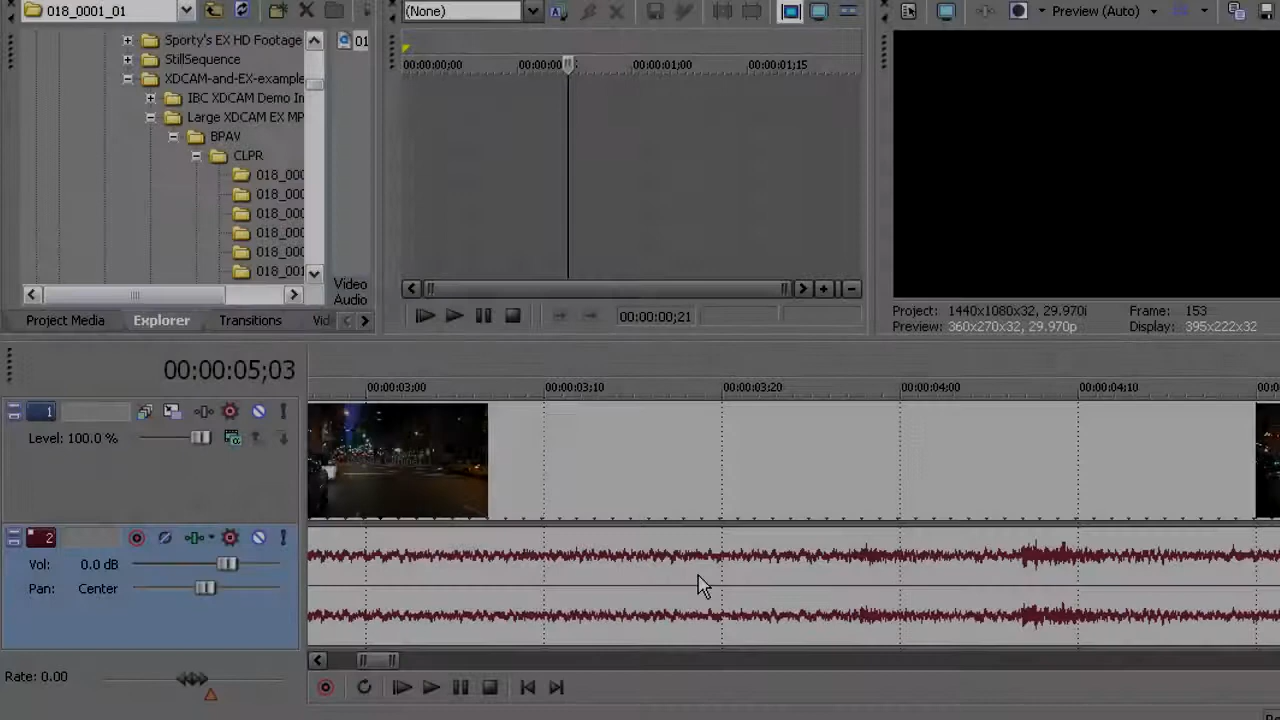 018_0001_01
(None)
Preview (Auto)
Sporty's EX HD Footage
01
StillSequence
00:00:00;00
00:00:01;00
00:00:01;15
XDCAM-and-EX-example
IBC XDCAM Demo In
Large XDCAM EX MP
BPAV
CLPR
018_000
018_000
018_000
018_000
018_000
018_001
Video
Audio
00:00:00;21
Project Media
Explorer
Transitions
Vid
Project: 1440x1080x32, 29.970i
Frame: 153
Preview: 360x270x32, 29.970p
Display: 395x222x32
00:00:05;03
00:00:03;00
00:00:03;10
00:00:03;20
00:00:04;00
00:00:04;10
1
Level: 100.0 %
2
Vol: 0.0 dB
Pan: Center
Rate: 0.00